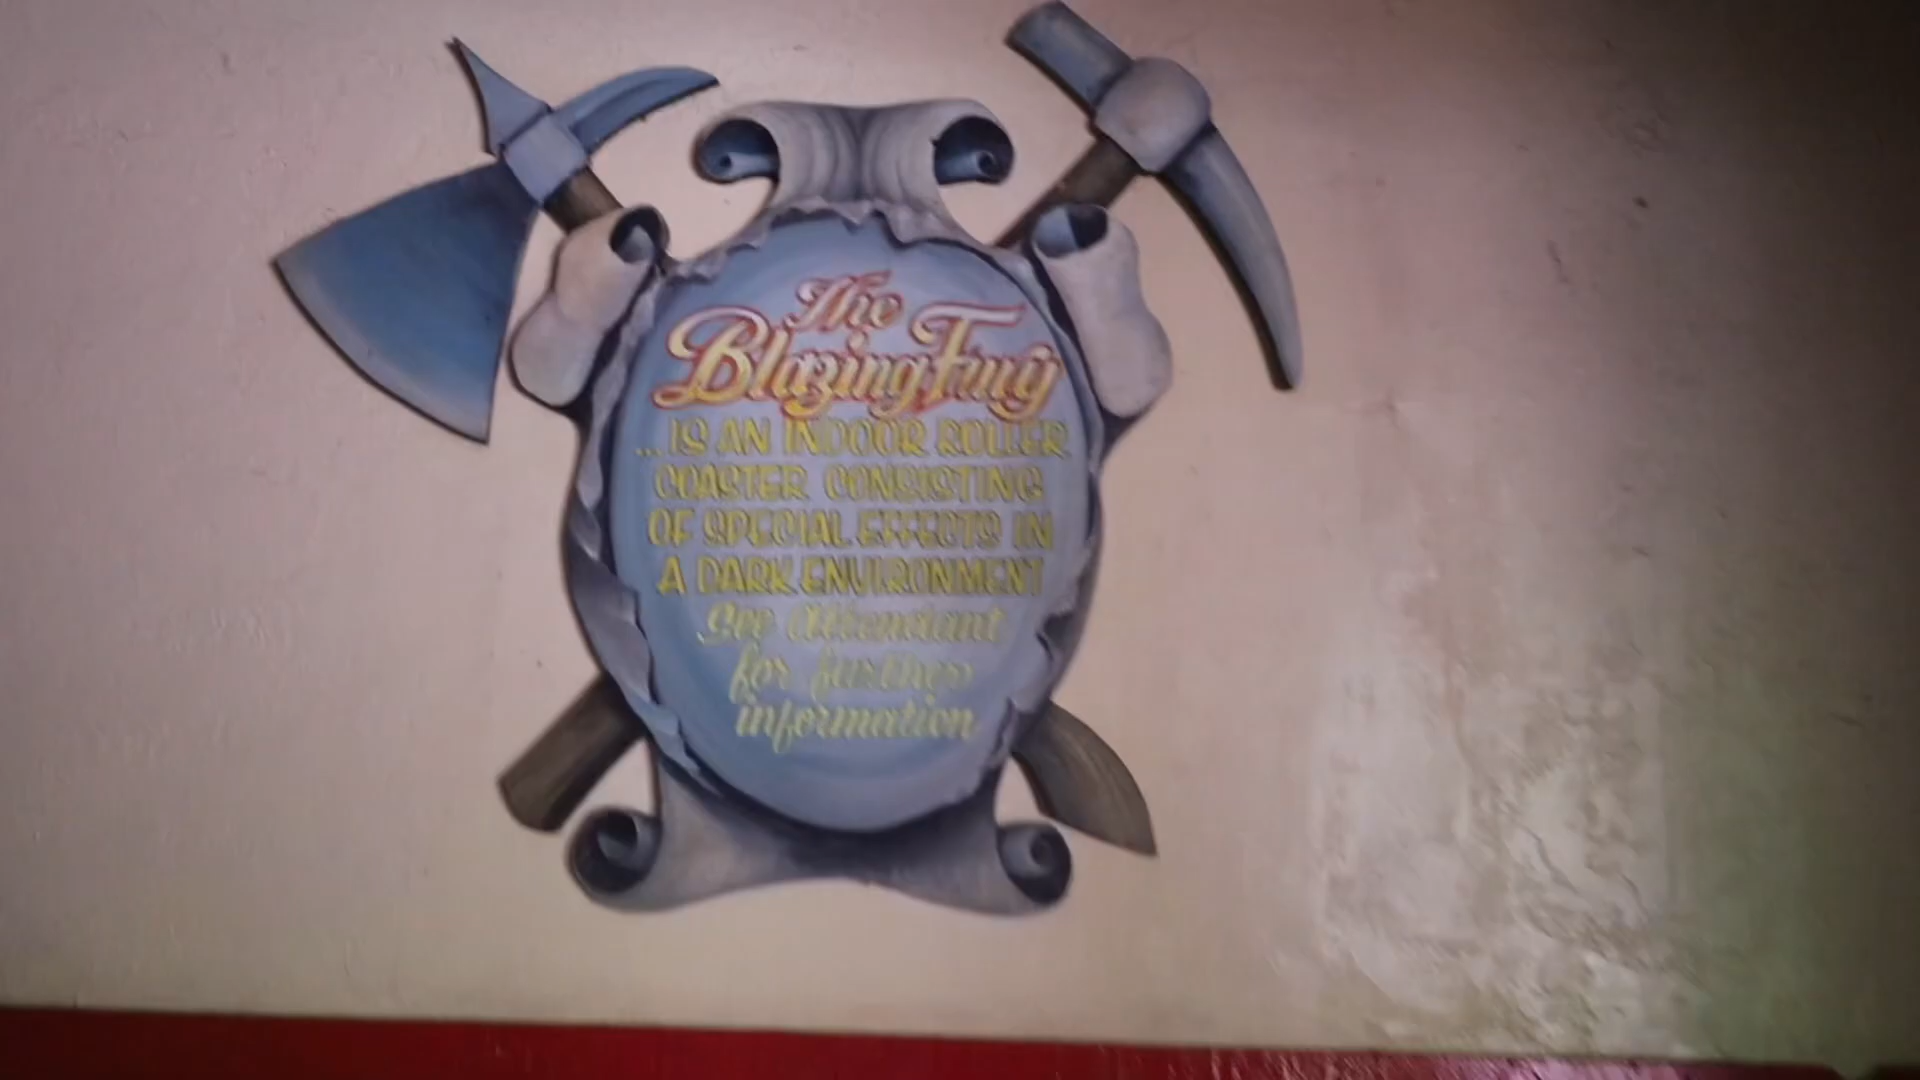 The
Blazing Fury
...IS AN INDOOR ROLLER
COASTER CONSISTING
OF SPECIAL EFFECTS IN
A DARK ENVIRONMENT
See Attendant
for further
information